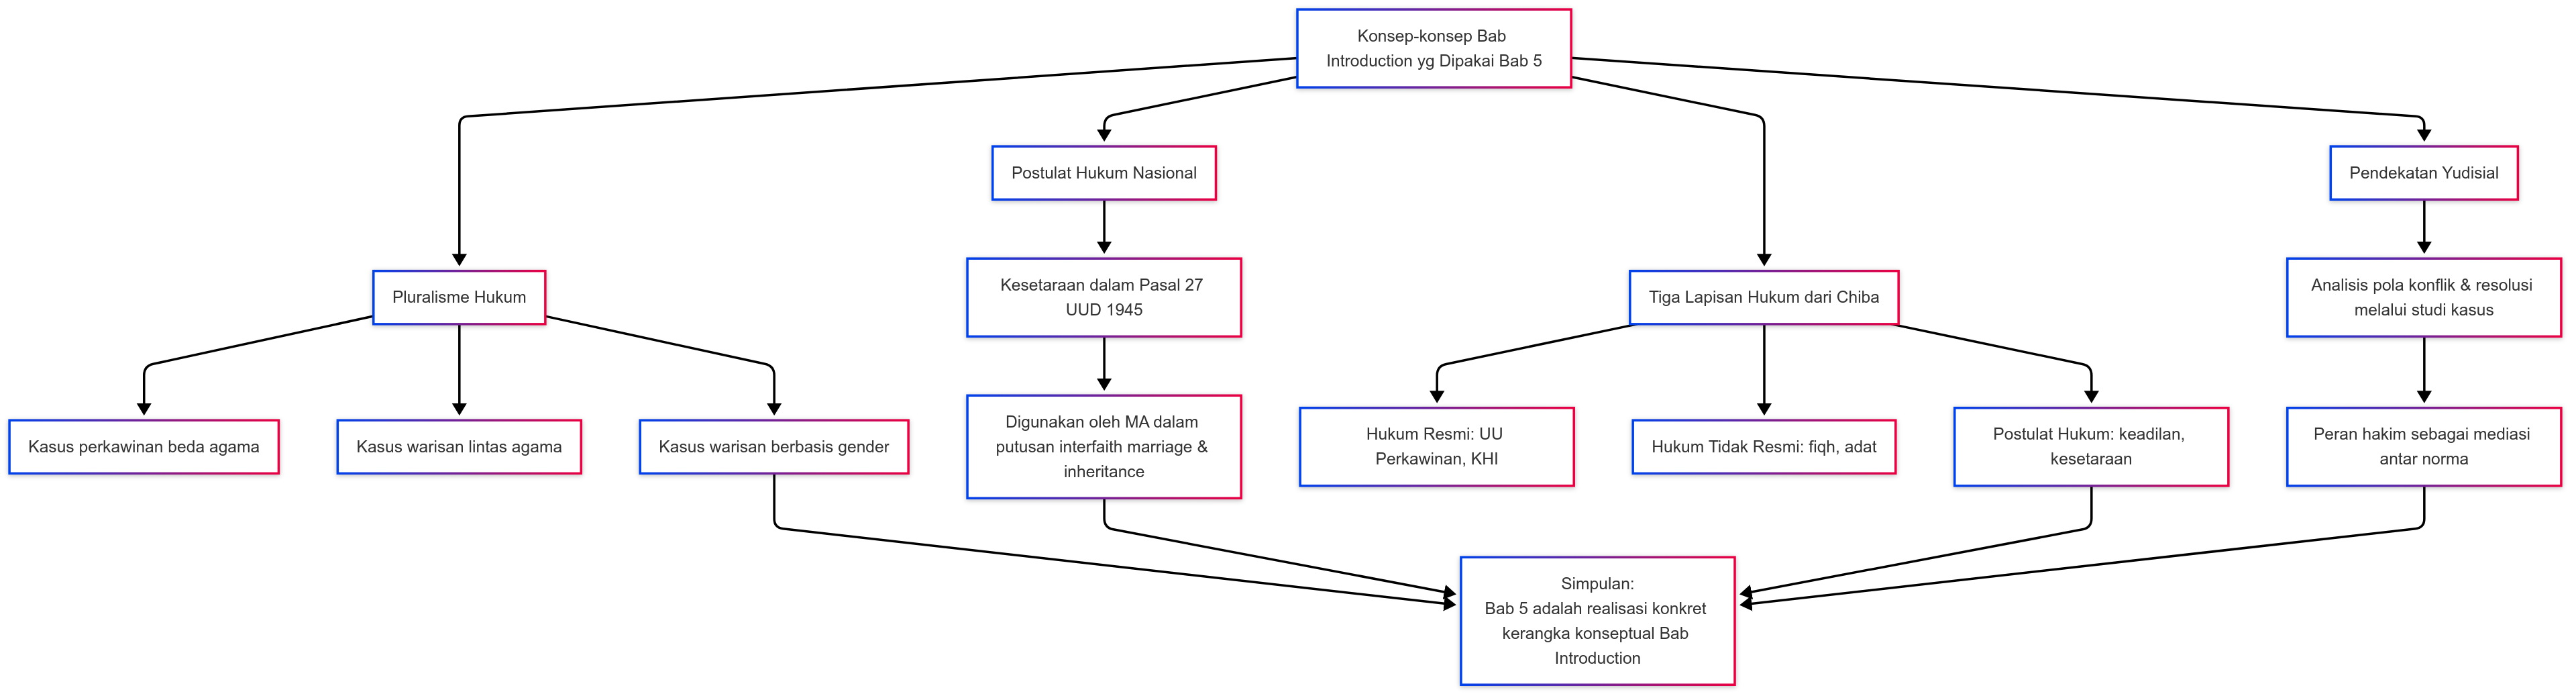 Konsep-konsep Bab
Introduction yg Dipakai Bab 5
Postulat Hukum Nasional
Pendekatan Yudisial
Pluralisme Hukum
Kesetaraan dalam Pasal 27
UUD 1945
Tiga Lapisan Hukum dari Chiba
Analisis pola konflik & resolusi
melalui studi kasus
Kasus perkawinan beda agama
Kasus warisan lintas agama
Kasus warisan berbasis gender
Digunakan oleh MA dalam
putusan interfaith marriage &
inheritance
Hukum Resmi: UU
Perkawinan, KHI
Hukum Tidak Resmi: fiqh, adat
Postulat Hukum: keadilan,
kesetaraan
Peran hakim sebagai mediasi
antar norma
Simpulan:
Bab 5 adalah realisasi konkret
kerangka konseptual Bab
Introduction